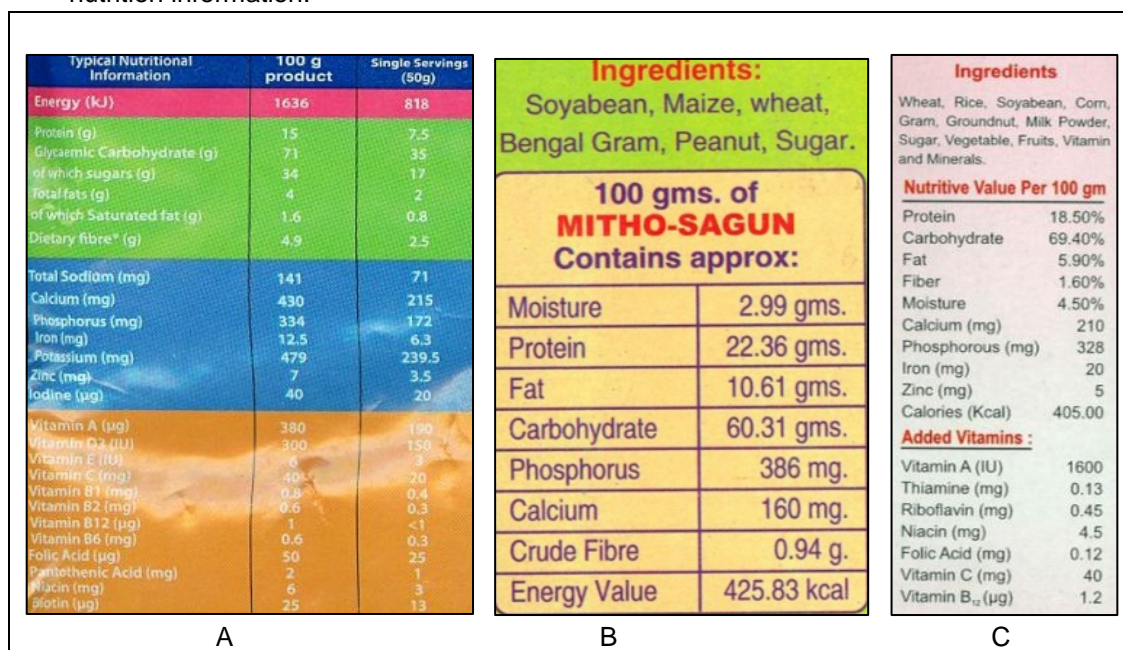 nutrition information.
Typical Nutritional Information 100 g product Single Servings (50g)
Energy (kJ) 1636 818
Protein (g) 15 7.5
Glycaemic Carbohydrate (g) 71 35
of which sugars (g) 34 17
Total fats (g) 4 2
of which Saturated fat (g) 1.6 0.8
Dietary fibre* (g) 4.9 2.5
Total Sodium (mg) 141 71
Calcium (mg) 430 215
Phosphorus (mg) 334 172
Iron (mg) 12.5 6.3
Potassium (mg) 479 239.5
Zinc (mg) 7 3.5
Iodine (µg) 40 20
Vitamin A (µg) 380 190
Vitamin D3 (IU) 300 150
Vitamin E (IU) 6 3
Vitamin C (mg) 40 20
Vitamin B1 (mg) 0.8 0.4
Vitamin B2 (mg) 0.6 0.3
Vitamin B12 (µg) 1 <1
Vitamin B6 (mg) 0.6 0.3
Folic Acid (µg) 50 25
Pantothenic Acid (mg) 2 1
Niacin (mg) 6 3
Biotin (µg) 25 13
A
Ingredients:
Soyabean, Maize, wheat,
Bengal Gram, Peanut, Sugar.
100 gms. of
MITHO-SAGUN
Contains approx:
Moisture 2.99 gms.
Protein 22.36 gms.
Fat 10.61 gms.
Carbohydrate 60.31 gms.
Phosphorus 386 mg.
Calcium 160 mg.
Crude Fibre 0.94 g.
Energy Value 425.83 kcal
B
Ingredients
Wheat, Rice, Soyabean, Corn,
Gram, Groundnut, Milk Powder,
Sugar, Vegetable, Fruits, Vitamin
and Minerals.
Nutritive Value Per 100 gm
Protein 18.50%
Carbohydrate 69.40%
Fat 5.90%
Fiber 1.60%
Moisture 4.50%
Calcium (mg) 210
Phosphorous (mg) 328
Iron (mg) 20
Zinc (mg) 5
Calories (Kcal) 405.00
Added Vitamins :
Vitamin A (IU) 1600
Thiamine (mg) 0.13
Riboflavin (mg) 0.45
Niacin (mg) 4.5
Folic Acid (mg) 0.12
Vitamin C (mg) 40
Vitamin B₁₂ (µg) 1.2
C